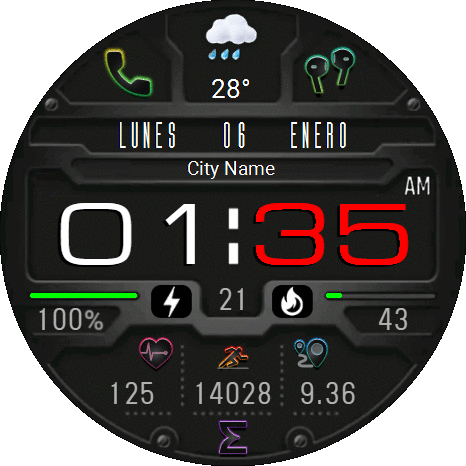 28°
LUNES 06 ENERO
City Name
AM
01:35
100% 21 43
125 14028 9.36